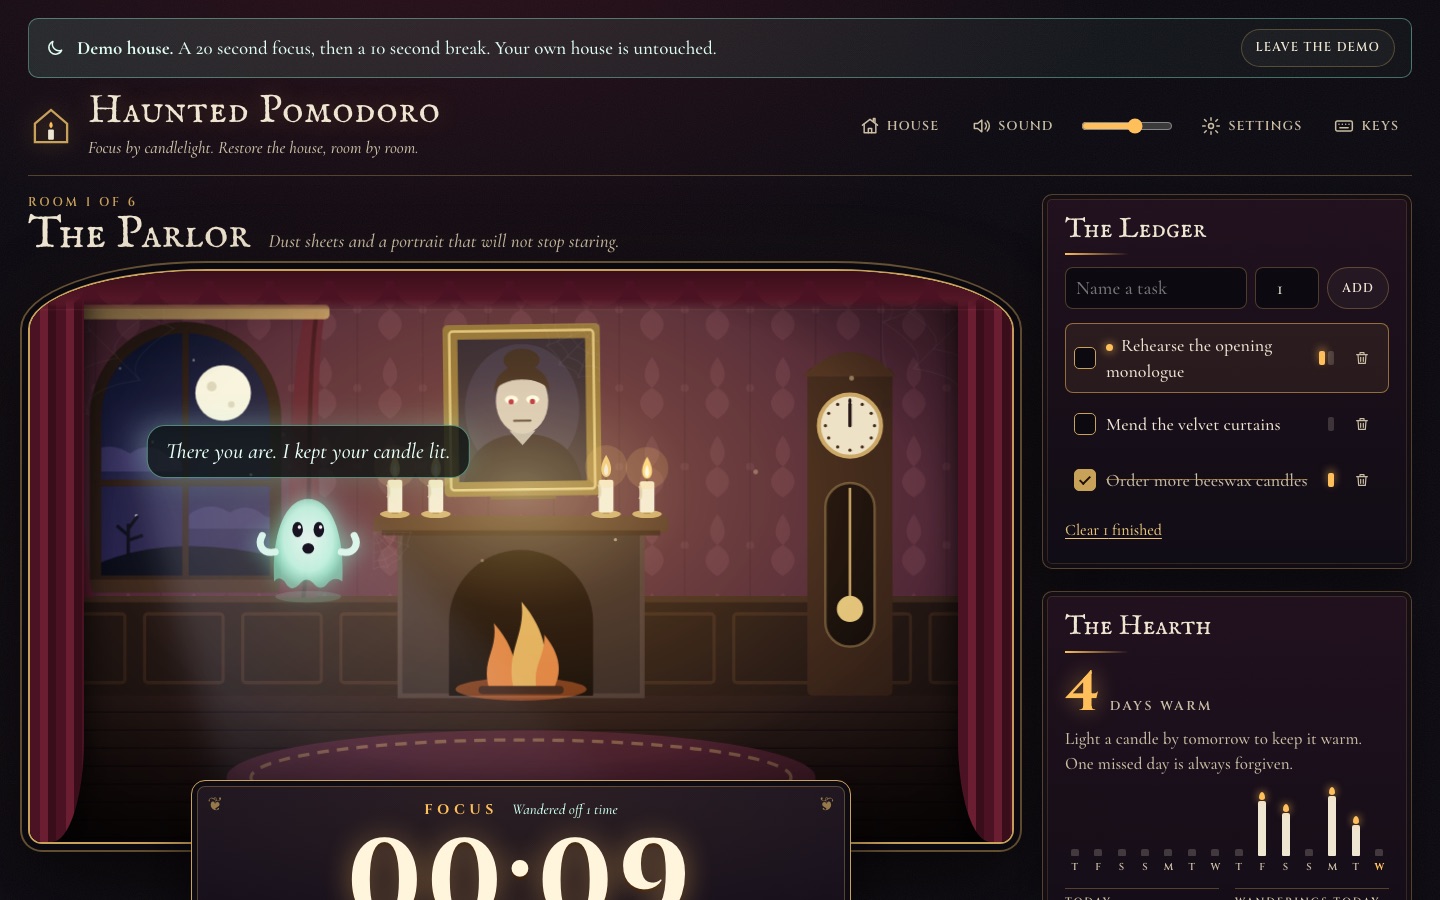 Demo house. A 20 second focus, then a 10 second break. Your own house is untouched.
LEAVE THE DEMO
Haunted Pomodoro
Focus by candlelight. Restore the house, room by room.
HOUSE
SOUND
SETTINGS
KEYS
ROOM 1 OF 6
The Parlor
Dust sheets and a portrait that will not stop staring.
There you are. I kept your candle lit.
FOCUS
Wandered off 1 time
00:09
The Ledger
Name a task
1
ADD
Rehearse the opening
monologue
Mend the velvet curtains
Order more beeswax candles
Clear 1 finished
The Hearth
4 DAYS WARM
Light a candle by tomorrow to keep it warm.
One missed day is always forgiven.
T F S S M T W T F S S M T W
TODAY
WANDERINGS TODAY